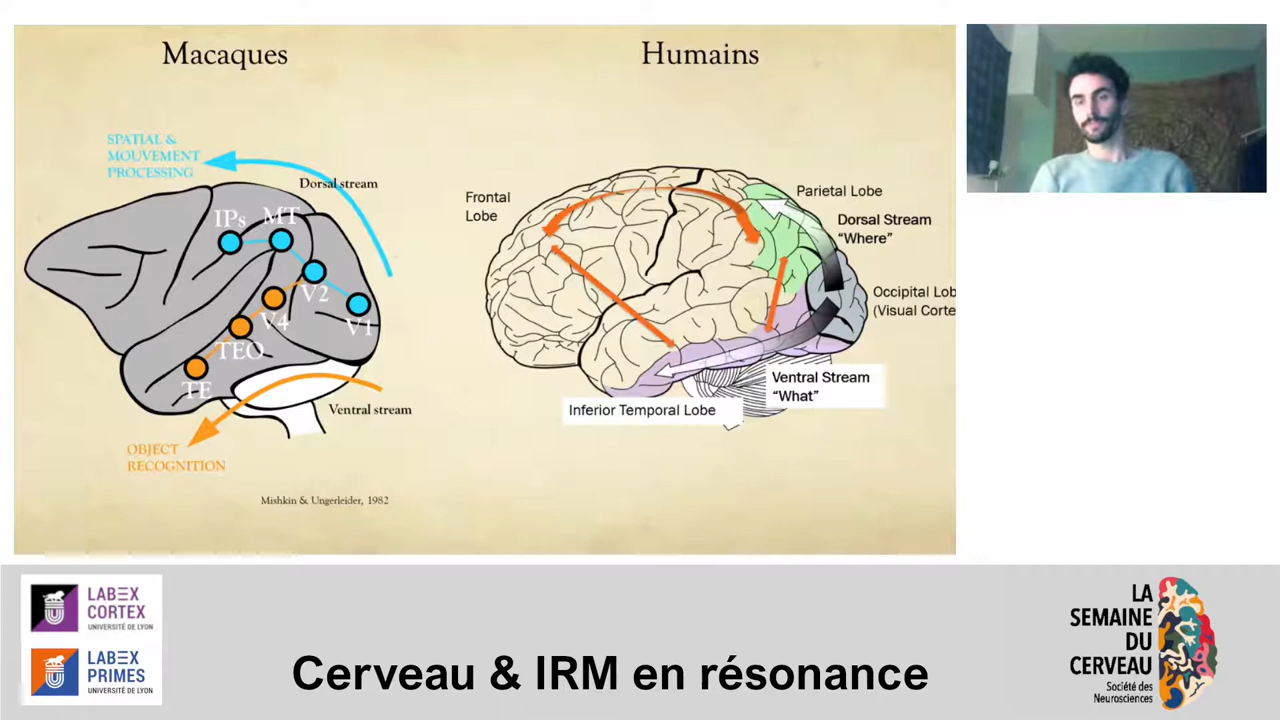 Macaques
SPATIAL &
MOUVEMENT
PROCESSING
Dorsal stream
IPs
MT
V2
V1
V4
TEO
TE
Ventral stream
OBJECT
RECOGNITION
Mishkin & Ungerleider, 1982
Humains
Frontal
Lobe
Parietal Lobe
Dorsal Stream
“Where”
Occipital Lob
(Visual Corte
Ventral Stream
“What”
Inferior Temporal Lobe
LABEX
CORTEX
UNIVERSITÉ DE LYON
LABEX
PRIMES
UNIVERSITÉ DE LYON
Cerveau & IRM en résonance
LA
SEMAINE
DU
CERVEAU
Société des
Neurosciences